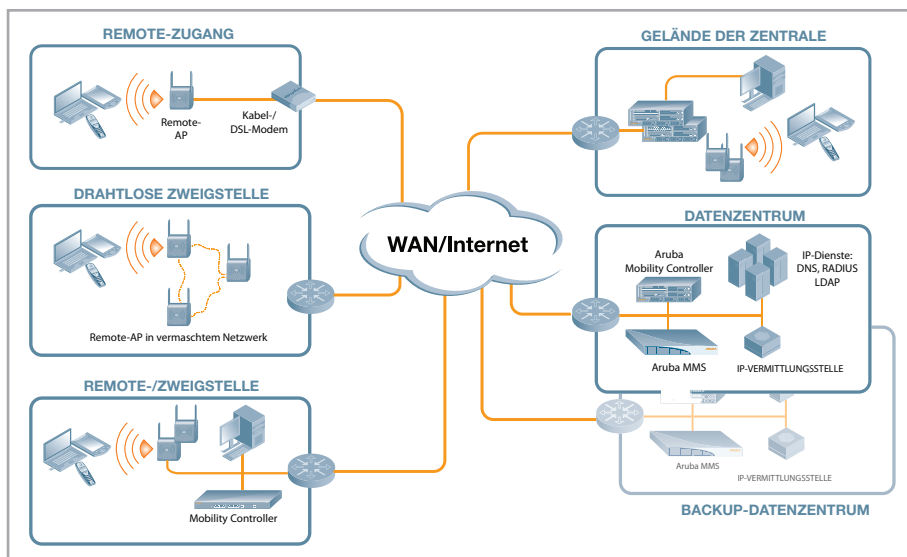 REMOTE-ZUGANG
Remote-
AP
Kabel-/
DSL-Modem
DRAHTLOSE ZWEIGSTELLE
Remote-AP in vermaschtem Netzwerk
REMOTE-/ZWEIGSTELLE
Mobility Controller
WAN/Internet
GELÄNDE DER ZENTRALE
DATENZENTRUM
Aruba
Mobility Controller
IP-Dienste:
DNS, RADIUS
LDAP
Aruba MMS
IP-VERMITTLUNGSSTELLE
Aruba MMS
IP-VERMITTLUNGSSTELLE
BACKUP-DATENZENTRUM